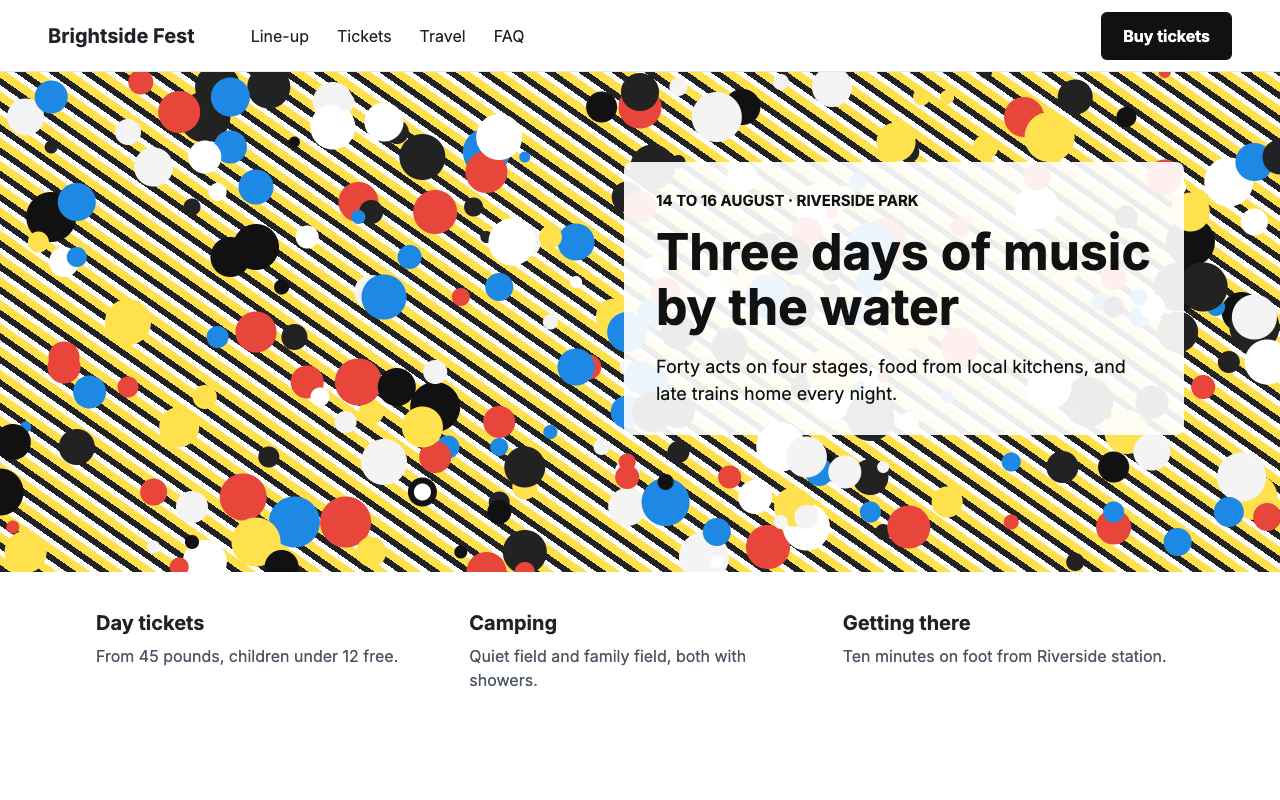 Brightside Fest
Line-up
Tickets
Travel
FAQ
Buy tickets
14 TO 16 AUGUST · RIVERSIDE PARK
Three days of music
by the water
Forty acts on four stages, food from local kitchens, and
late trains home every night.
Day tickets
From 45 pounds, children under 12 free.
Camping
Quiet field and family field, both with
showers.
Getting there
Ten minutes on foot from Riverside station.